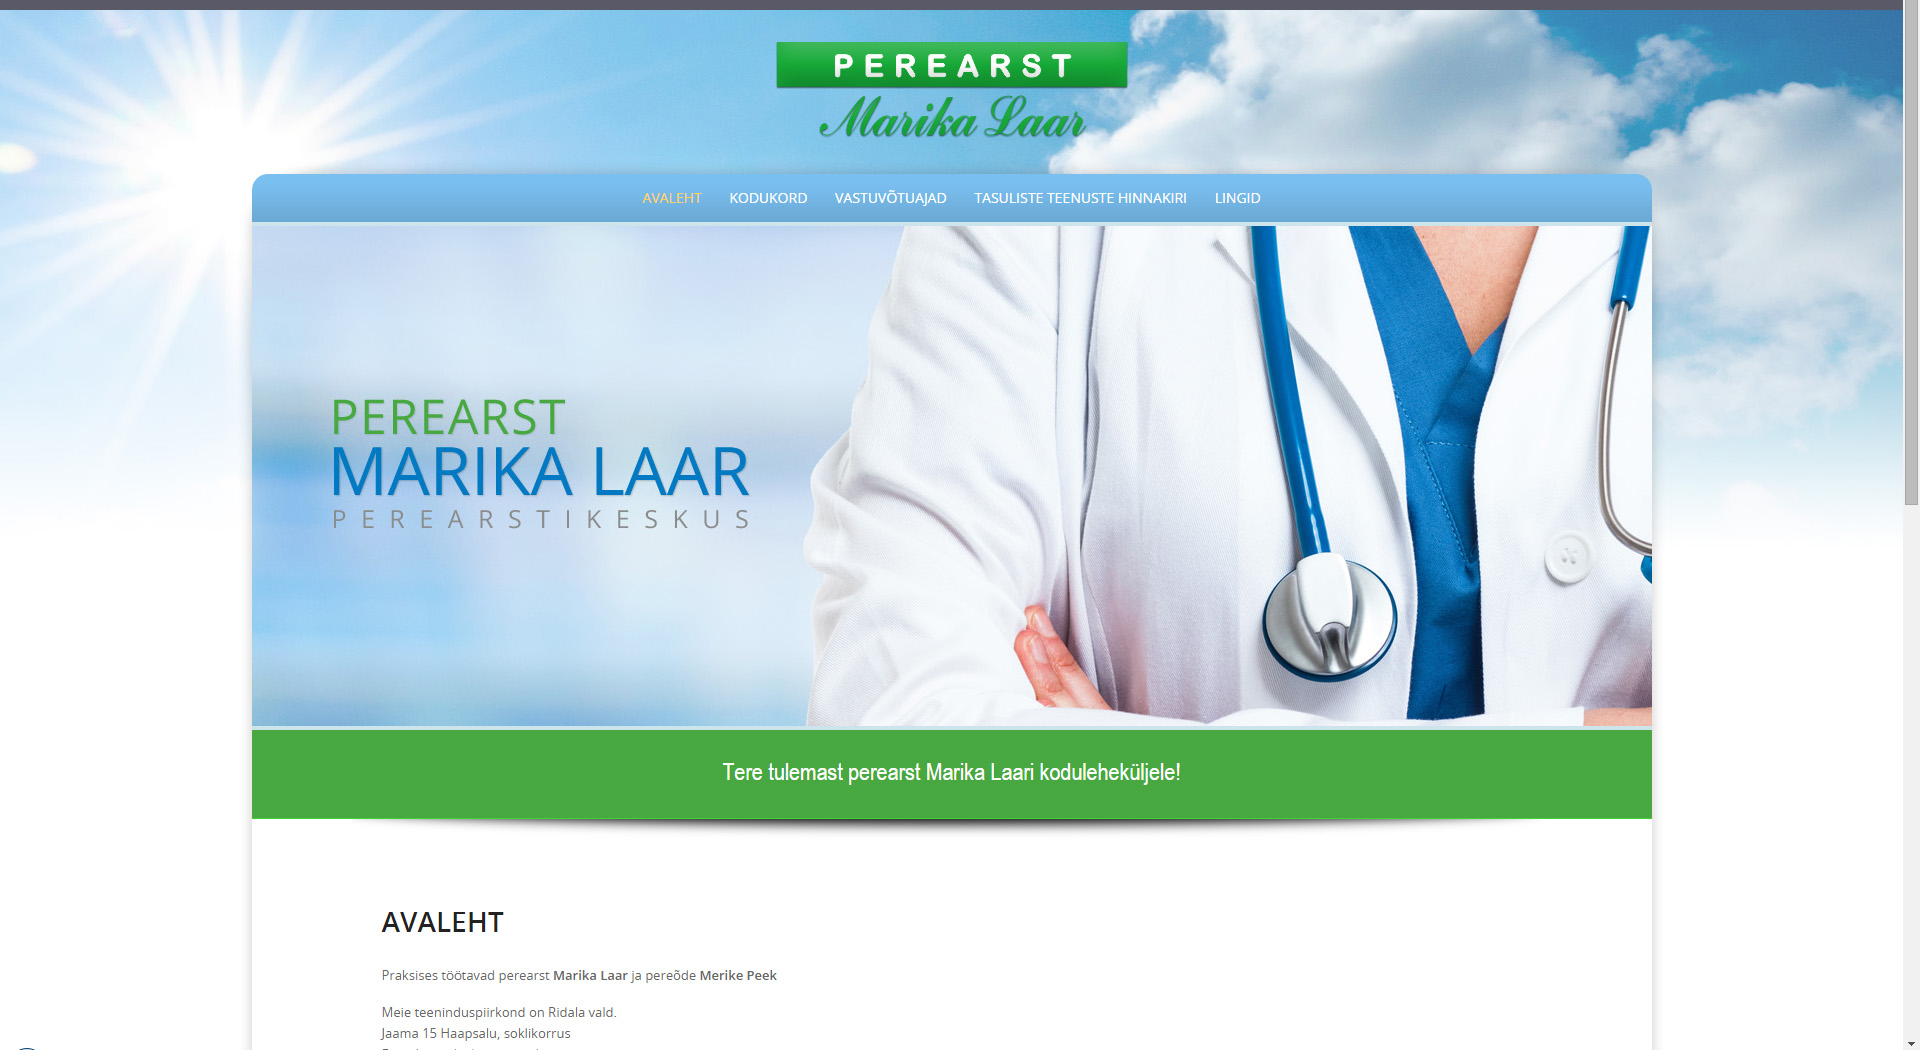 PEREARST
Marika Laar
AVALEHT KODUKORD VASTUVÕTUAJAD TASULISTE TEENUSTE HINNAKIRI LINGID
PEREARST
MARIKA LAAR
PEREARSTIKESKUS
Tere tulemast perearst Marika Laari koduleheküljele!
AVALEHT
Praksises töötavad perearst Marika Laar ja pereõde Merike Peek
Meie teeninduspiirkond on Ridala vald.
Jaama 15 Haapsalu, soklikorrus